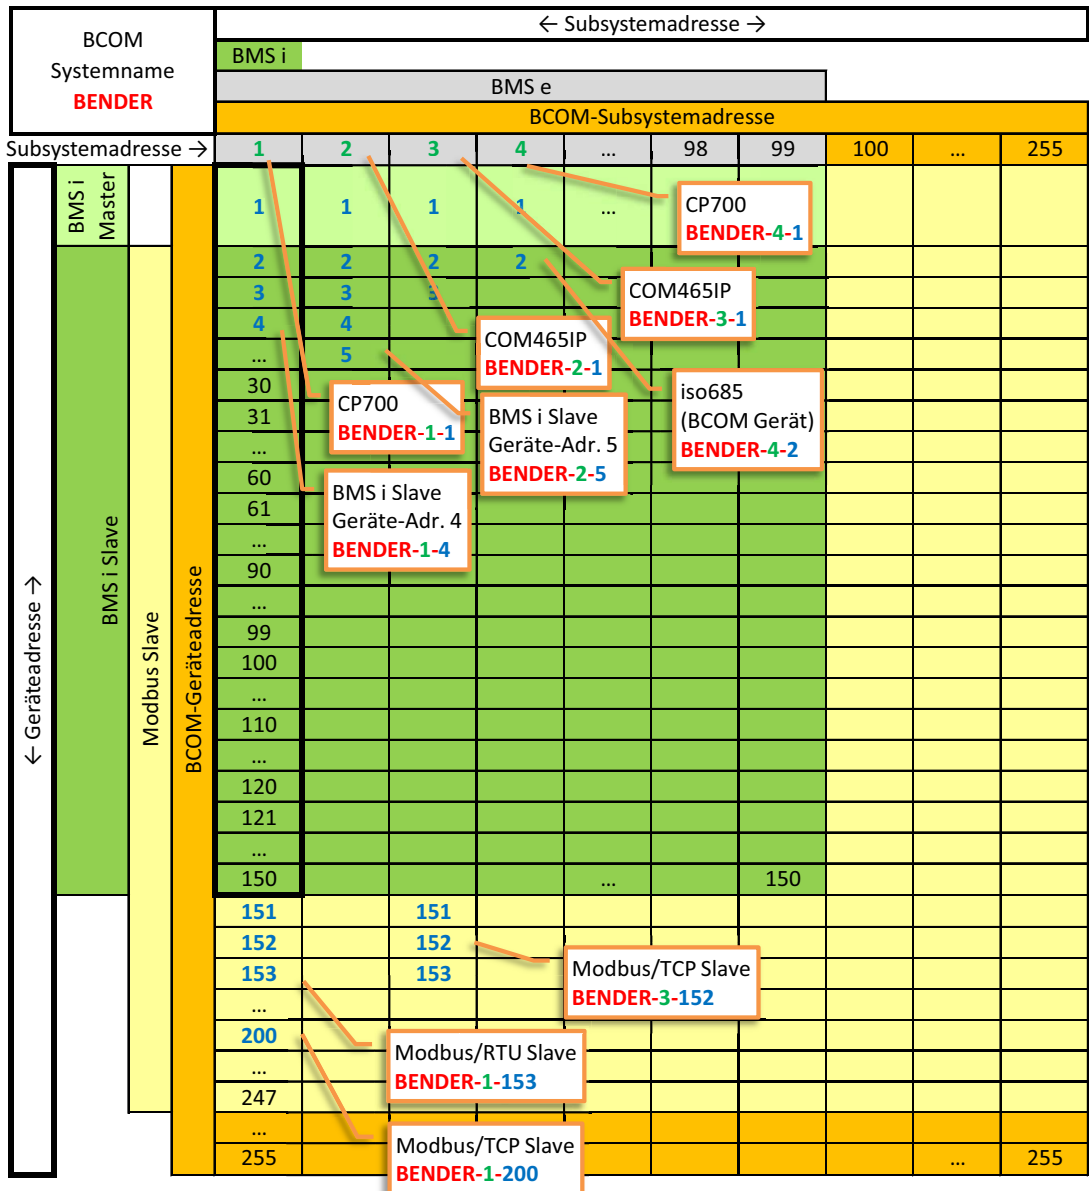 BCOM
Systemname
BENDER
← Subsystemadresse →
BMS i
BMS e
BCOM-Subsystemadresse
Subsystemadresse → 1 2 3 4 ... 98 99 100 ... 255
← Geräteadresse →
BMS i
Master
BMS i Slave
Modbus Slave
BCOM-Geräteadresse
1 1 1 1 ...
2 2 2 2
3 3 3
4 4
... 5
30
31
...
60
61
...
90
...
99
100
...
110
...
120
121
...
150 ... 150
151 151
152 152
153 153
...
200
...
247
...
255 ... 255
CP700
BENDER-4-1
COM465IP
BENDER-3-1
COM465IP
BENDER-2-1
iso685
(BCOM Gerät)
BENDER-4-2
CP700
BENDER-1-1
BMS i Slave
Geräte-Adr. 5
BENDER-2-5
BMS i Slave
Geräte-Adr. 4
BENDER-1-4
Modbus/TCP Slave
BENDER-3-152
Modbus/RTU Slave
BENDER-1-153
Modbus/TCP Slave
BENDER-1-200